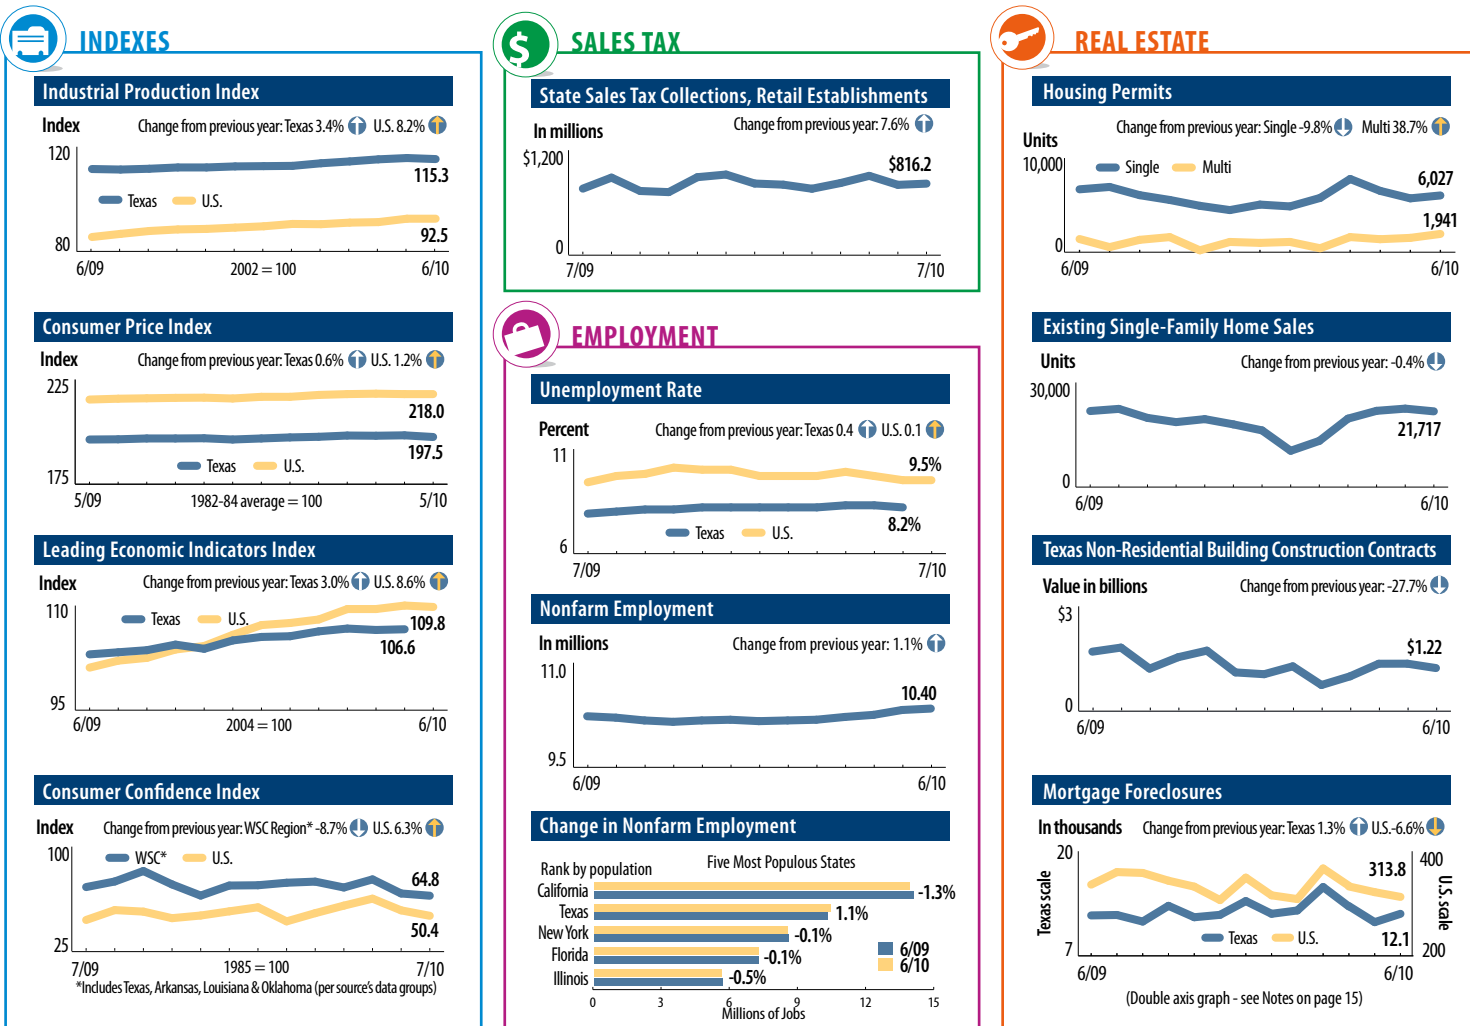 INDEXES
Industrial Production Index
Index
Change from previous year: Texas 3.4% U.S. 8.2%
120
115.3
Texas U.S.
92.5
80
6/09 2002 = 100 6/10
Consumer Price Index
Index
Change from previous year: Texas 0.6% U.S. 1.2%
225
218.0
197.5
Texas U.S.
175
5/09 1982-84 average = 100 5/10
Leading Economic Indicators Index
Index
Change from previous year: Texas 3.0% U.S. 8.6%
110
Texas U.S.
109.8
106.6
95
6/09 2004 = 100 6/10
Consumer Confidence Index
Index
Change from previous year: WSC Region* -8.7% U.S. 6.3%
100
WSC* U.S.
64.8
50.4
25
7/09 1985 = 100 7/10
*Includes Texas, Arkansas, Louisiana & Oklahoma (per source's data groups)
$
SALES TAX
State Sales Tax Collections, Retail Establishments
In millions
Change from previous year: 7.6%
$1,200
$816.2
0
7/09 7/10
EMPLOYMENT
Unemployment Rate
Percent
Change from previous year: Texas 0.4 U.S. 0.1
11
9.5%
8.2%
Texas U.S.
6
7/09 7/10
Nonfarm Employment
In millions
Change from previous year: 1.1%
11.0
10.40
9.5
6/09 6/10
Change in Nonfarm Employment
Rank by population
Five Most Populous States
California -1.3%
Texas 1.1%
New York -0.1%
Florida -0.1%
Illinois -0.5%
6/09
6/10
0 3 6 9 12 15
Millions of Jobs
REAL ESTATE
Housing Permits
Change from previous year: Single -9.8% Multi 38.7%
Units
10,000
Single Multi
6,027
1,941
0
6/09 6/10
Existing Single-Family Home Sales
Units
Change from previous year: -0.4%
30,000
21,717
0
6/09 6/10
Texas Non-Residential Building Construction Contracts
Value in billions
Change from previous year: -27.7%
$3
$1.22
0
6/09 6/10
Mortgage Foreclosures
In thousands
Change from previous year: Texas 1.3% U.S.-6.6%
20
400
313.8
Texas scale
U.S. scale
Texas U.S.
12.1
7
200
6/09 6/10
(Double axis graph - see Notes on page 15)